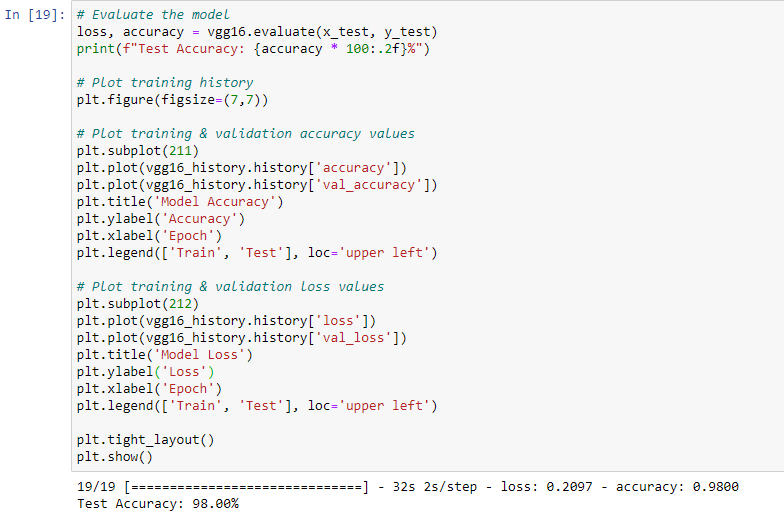 In [19]: # Evaluate the model
loss, accuracy = vgg16.evaluate(x_test, y_test)
print(f"Test Accuracy: {accuracy * 100:.2f}%")

# Plot training history
plt.figure(figsize=(7,7))

# Plot training & validation accuracy values
plt.subplot(211)
plt.plot(vgg16_history.history['accuracy'])
plt.plot(vgg16_history.history['val_accuracy'])
plt.title('Model Accuracy')
plt.ylabel('Accuracy')
plt.xlabel('Epoch')
plt.legend(['Train', 'Test'], loc='upper left')

# Plot training & validation loss values
plt.subplot(212)
plt.plot(vgg16_history.history['loss'])
plt.plot(vgg16_history.history['val_loss'])
plt.title('Model Loss')
plt.ylabel('Loss')
plt.xlabel('Epoch')
plt.legend(['Train', 'Test'], loc='upper left')

plt.tight_layout()
plt.show()

19/19 [==============================] - 32s 2s/step - loss: 0.2097 - accuracy: 0.9800
Test Accuracy: 98.00%